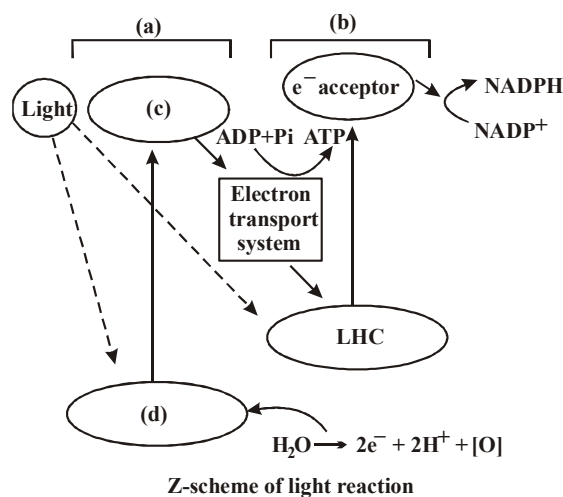 (a)
(b)
Light
(c)
e⁻ acceptor
NADPH
NADP⁺
ADP+Pi ATP
Electron
transport
system
LHC
(d)
H₂O → 2e⁻ + 2H⁺ + [O]
Z-scheme of light reaction